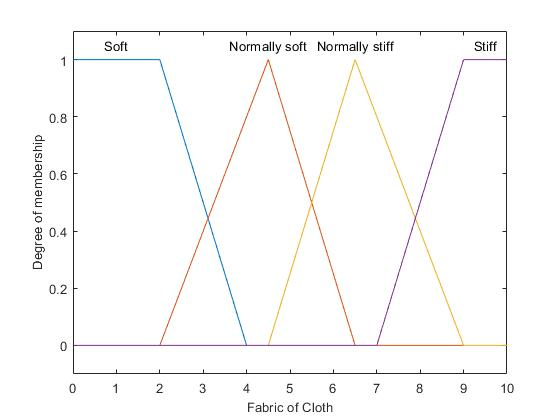 Soft Normally soft Normally stiff Stiff
1
0.8
0.6
0.4
0.2
0
Degree of membership
0 1 2 3 4 5 6 7 8 9 10
Fabric of Cloth